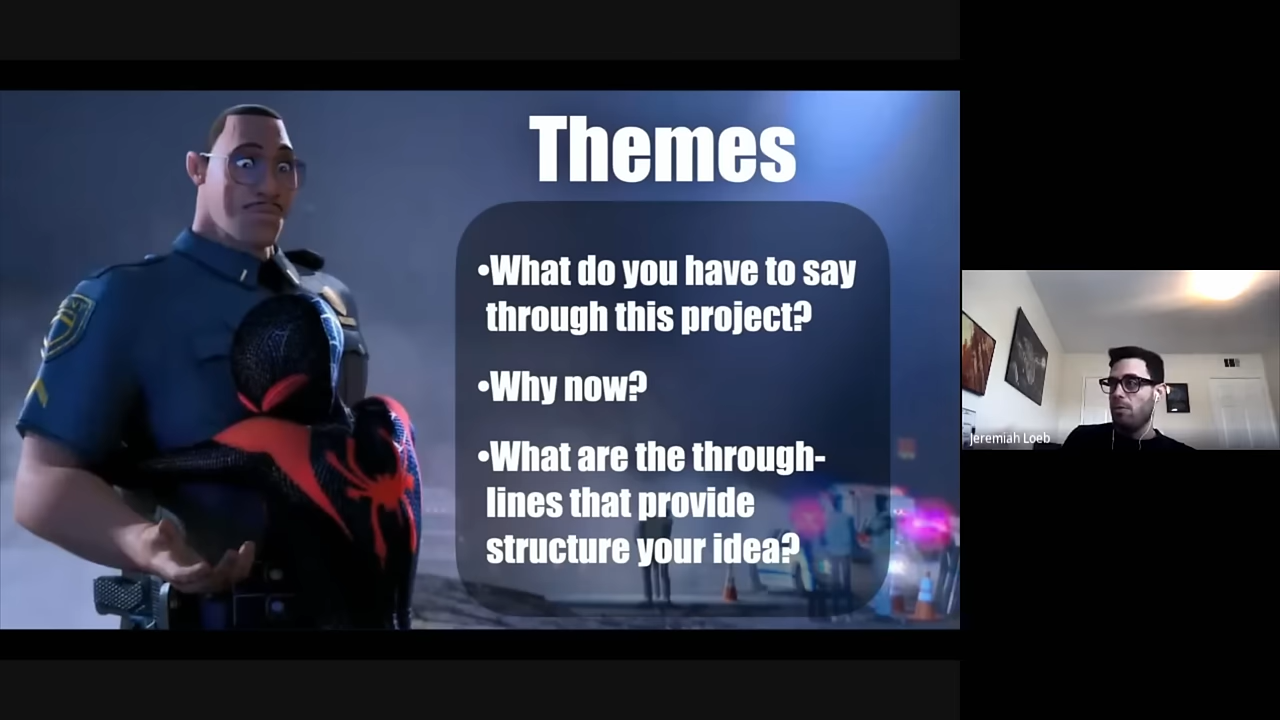 Themes
•What do you have to say
through this project?
•Why now?
•What are the through-
lines that provide
structure your idea?
Jeremiah Loeb